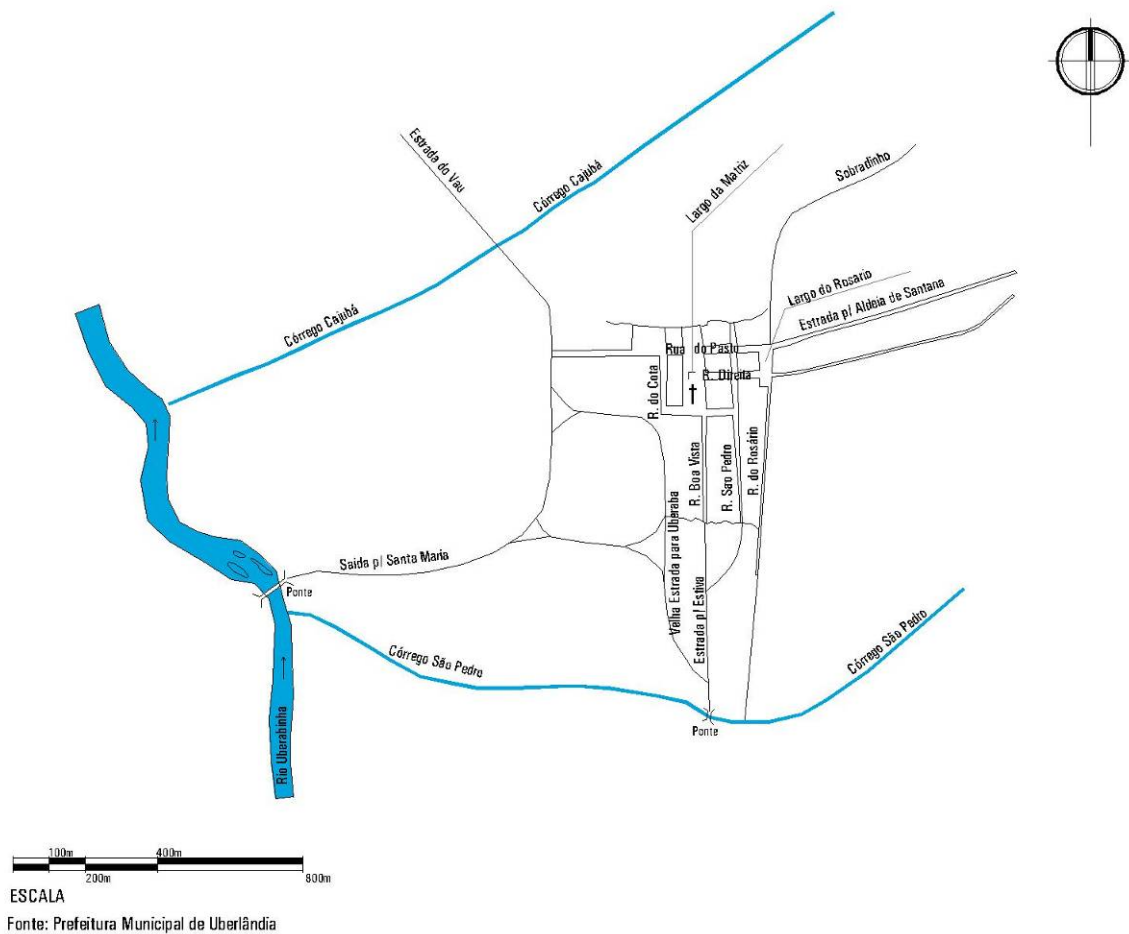 Estrada do Vau
Córrego Cajubá
Córrego Cajubá
Largo da Matriz
Sobradinho
Largo do Rosario
Estrada p/ Aldeia de Santana
Rua do Pasto
R. Direita
R. do Cota
R. Boa Vista
R. Sao Pedro
R. do Rosário
Velha Estrada para Uberaba
Estrada p/ Estiva
Saida p/ Santa Maria
Ponte
Córrego São Pedro
Córrego São Pedro
Ponte
Rio Uberabinha
100m
400m
200m
800m
ESCALA
Fonte: Prefeitura Municipal de Uberlândia